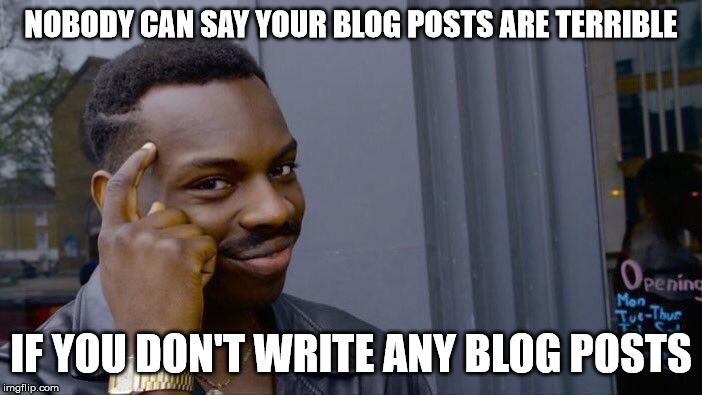 NOBODY CAN SAY YOUR BLOG POSTS ARE TERRIBLE
Opening
Mon
Tue-Thur
IF YOU DON'T WRITE ANY BLOG POSTS
imgflip.com